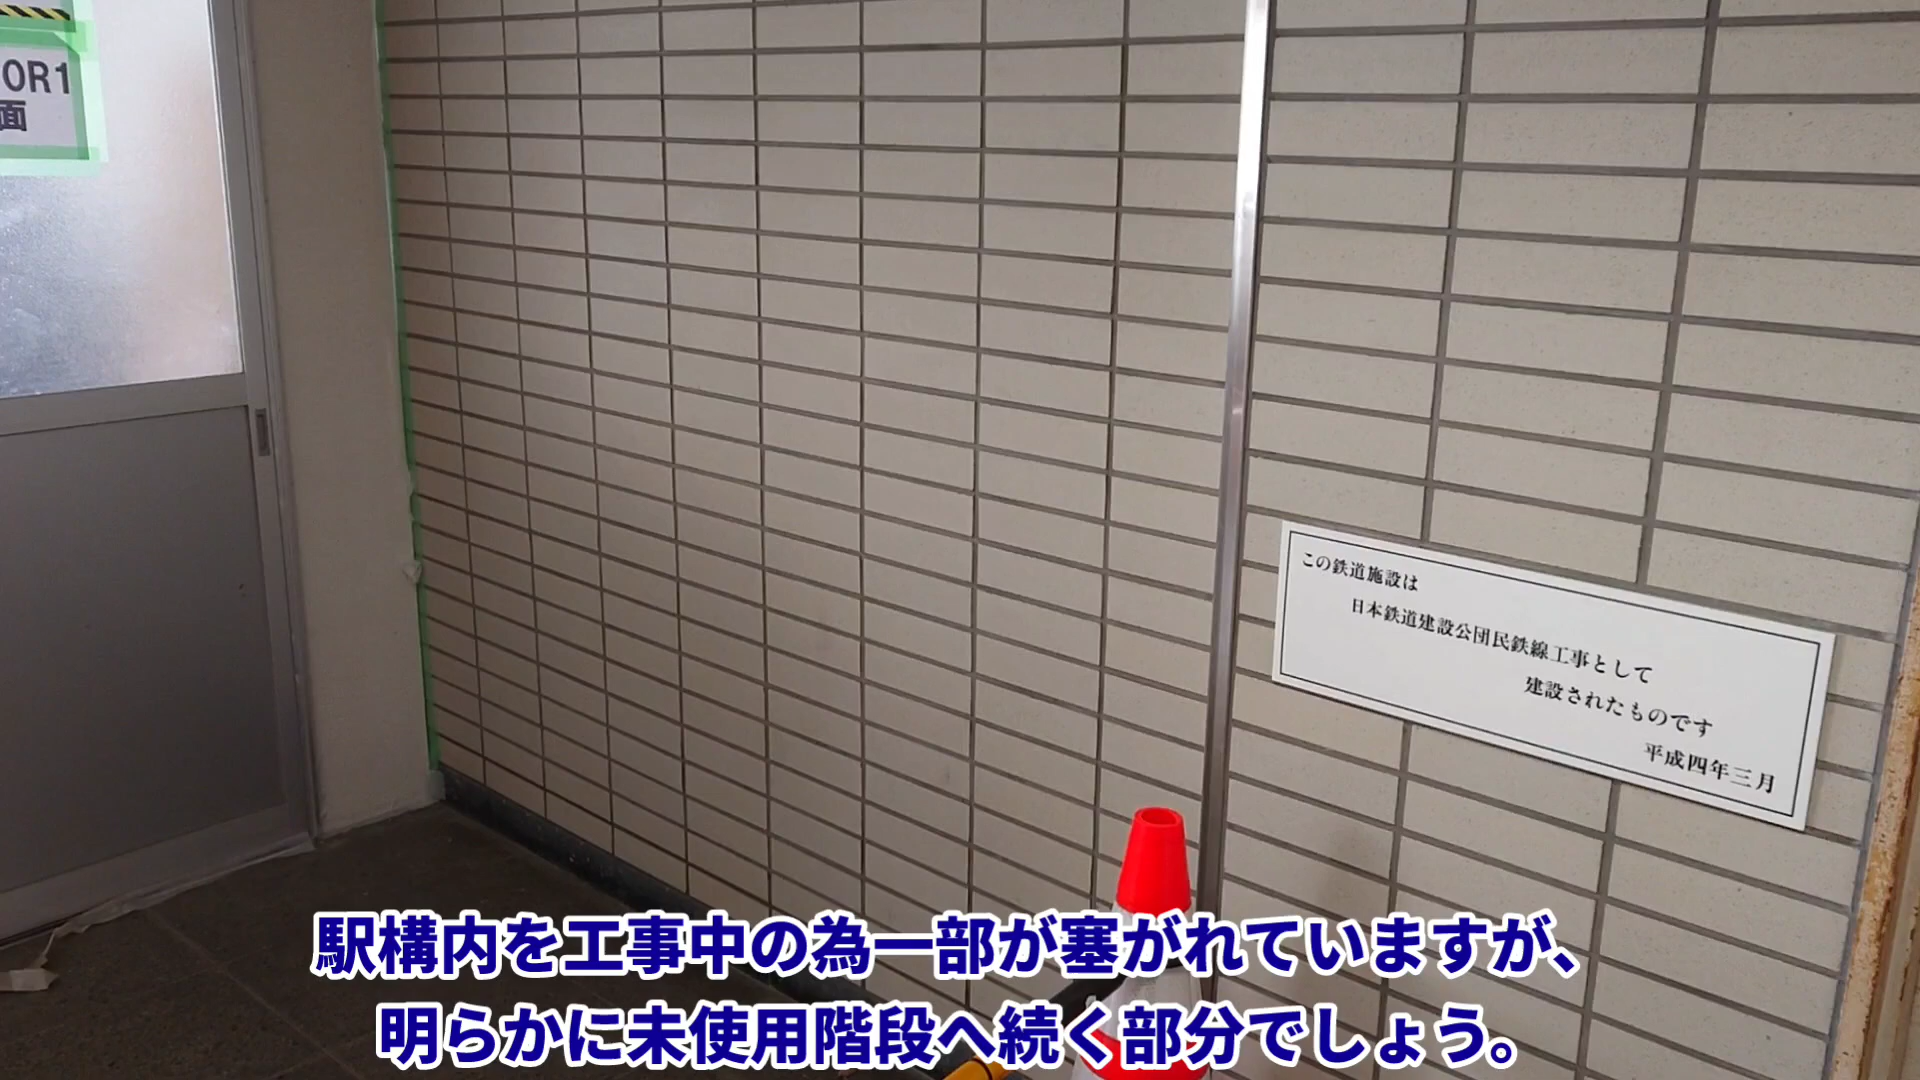 OR1
面
この鉄道施設は
日本鉄道建設公団民鉄線工事として
建設されたものです
平成四年三月
駅構内を工事中の為一部が塞がれていますが、
明らかに未使用階段へ続く部分でしょう。